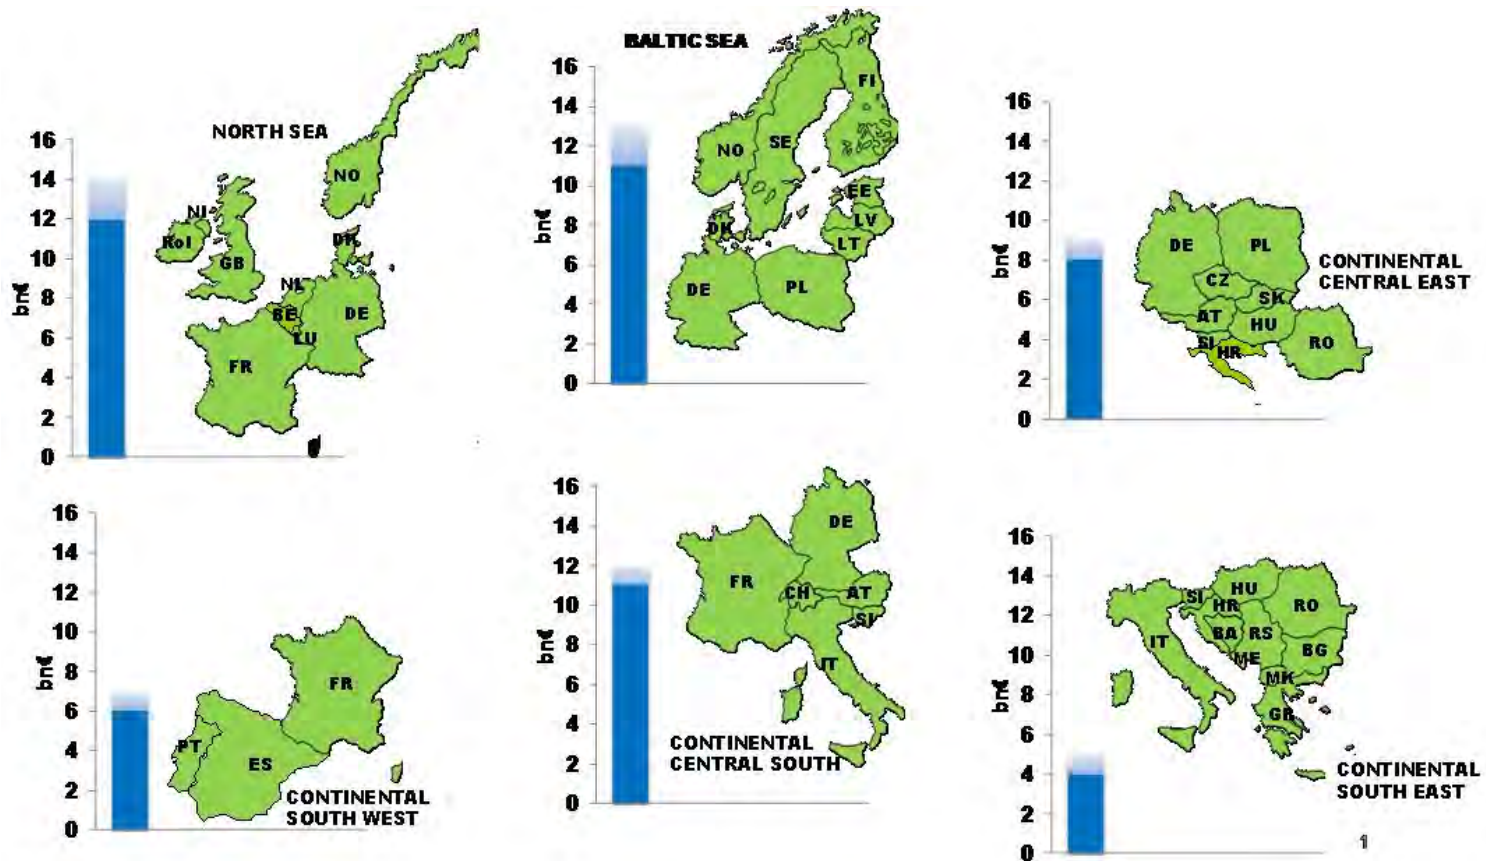 NORTH SEA
16
14
12
10
8
6
4
2
0
bn€
NO
NI
RoI
GB
DK
NL
BE
LU
DE
FR
BALTIC SEA
16
14
12
10
8
6
4
2
0
bn€
FI
SE
NO
EE
LV
LT
DK
DE
PL
16
14
12
10
8
6
4
2
0
bn€
DE
PL
CZ
SK
AT
HU
SI
HR
RO
CONTINENTAL
CENTRAL EAST
16
14
12
10
8
6
4
2
0
bn€
FR
PT
ES
CONTINENTAL
SOUTH WEST
16
14
12
10
8
6
4
2
0
bn€
DE
FR
CH
AT
SI
IT
CONTINENTAL
CENTRAL SOUTH
16
14
12
10
8
6
4
2
0
bn€
HU
SI
HR
RO
IT
BA
RS
BG
ME
MK
GR
CONTINENTAL
SOUTH EAST
1